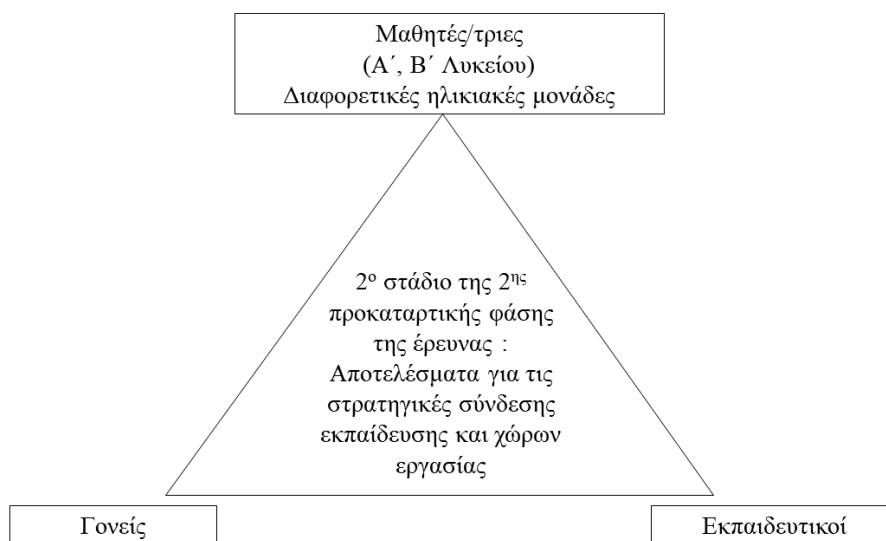 Μαθητές/τριες
(Α΄, Β΄ Λυκείου)
Διαφορετικές ηλικιακές μονάδες
2ο στάδιο της 2ης
προκαταρτικής φάσης
της έρευνας :
Αποτελέσματα για τις
στρατηγικές σύνδεσης
εκπαίδευσης και χώρων
εργασίας
Γονείς
Εκπαιδευτικοί